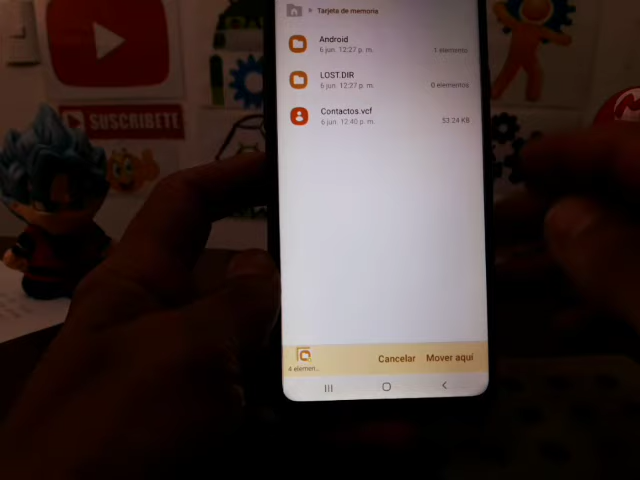 Tarjeta de memoria
Android
6 jun. 12:27 p. m.
1 elemento
LOST.DIR
6 jun. 12:27 p. m.
0 elementos
Contactos.vcf
6 jun. 12:40 p. m.
53.24 KB
SUSCRIBETE
4 elemen...
Cancelar
Mover aquí